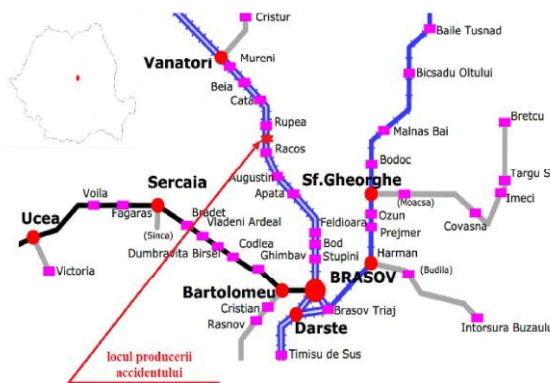 Cristur
Baile Tusnad
Vanatori
Mureni
Beia
Bicsadu Oltului
Cata
Rupea
Bretcu
Malnas Bai
Racos
Bodoc
Augustin
Sf.Gheorghe
Targu S
Sercaia
Apata
Imeci
Voila
(Moacsa)
Bredet
Ucea
Fagaras
Vladeni Ardeal
Feldioara
Ozun
Covasna
(Sinca)
Codlea
Bod
Prejmer
Dumbravita Birsei
Ghimbav
Stupini
Harman
Victoria
BRASOV
(Budila)
Bartolomeu
Cristian
Brasov Triaj
Rasnov
Darste
Intorsura Buzaulu
Timisu de Sus
locul producerii
accidentului